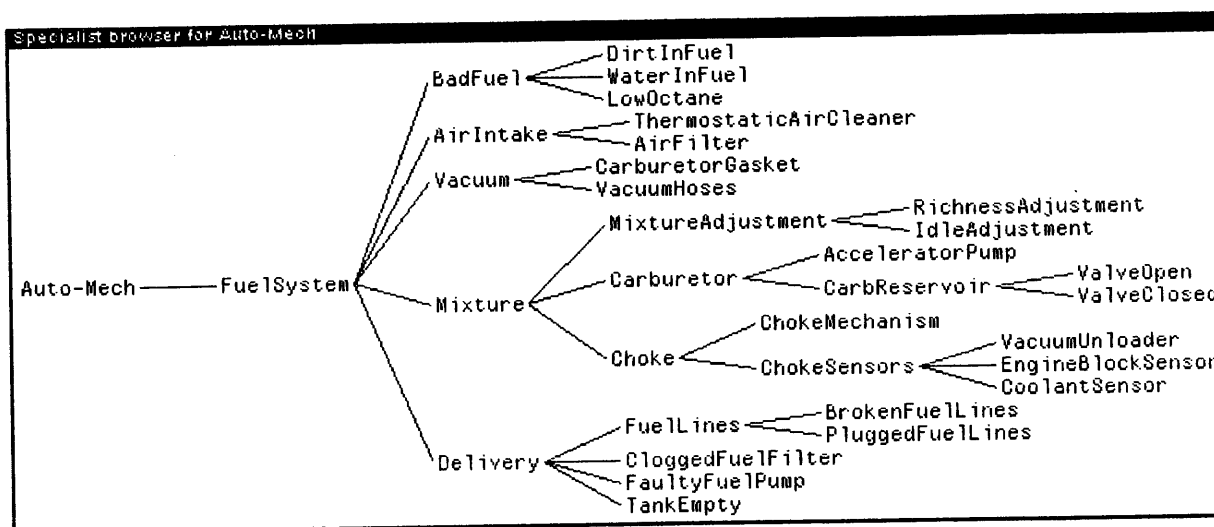 Specialist browser for Auto-Mech
DirtInFuel
BadFuel
WaterInFuel
LowOctane
ThermostaticAirCleaner
AirIntake
AirFilter
CarburetorGasket
Vacuum
VacuumHoses
RichnessAdjustment
MixtureAdjustment
IdleAdjustment
AcceleratorPump
Carburetor
ValveOpen
CarbReservoir
ValveClosed
Auto-Mech
FuelSystem
Mixture
ChokeMechanism
Choke
VacuumUnloader
ChokeSensors
EngineBlockSensor
CoolantSensor
BrokenFuelLines
FuelLines
PluggedFuelLines
Delivery
CloggedFuelFilter
FaultyFuelPump
TankEmpty